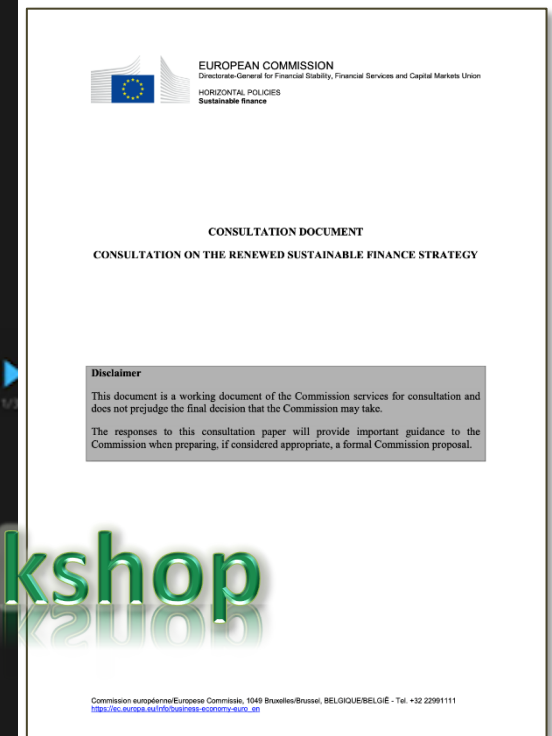 EUROPEAN COMMISSION
Directorate-General for Financial Stability, Financial Services and Capital Markets Union
HORIZONTAL POLICIES
Sustainable finance
CONSULTATION DOCUMENT
CONSULTATION ON THE RENEWED SUSTAINABLE FINANCE STRATEGY
Disclaimer
This document is a working document of the Commission services for consultation and
does not prejudge the final decision that the Commission may take.
The responses to this consultation paper will provide important guidance to the
Commission when preparing, if considered appropriate, a formal Commission proposal.
kshop
Commission européenne/Europese Commissie, 1049 Bruxelles/Brussel, BELGIQUE/BELGIË - Tel. +32 22991111
https://ec.europa.eu/info/business-economy-euro_en